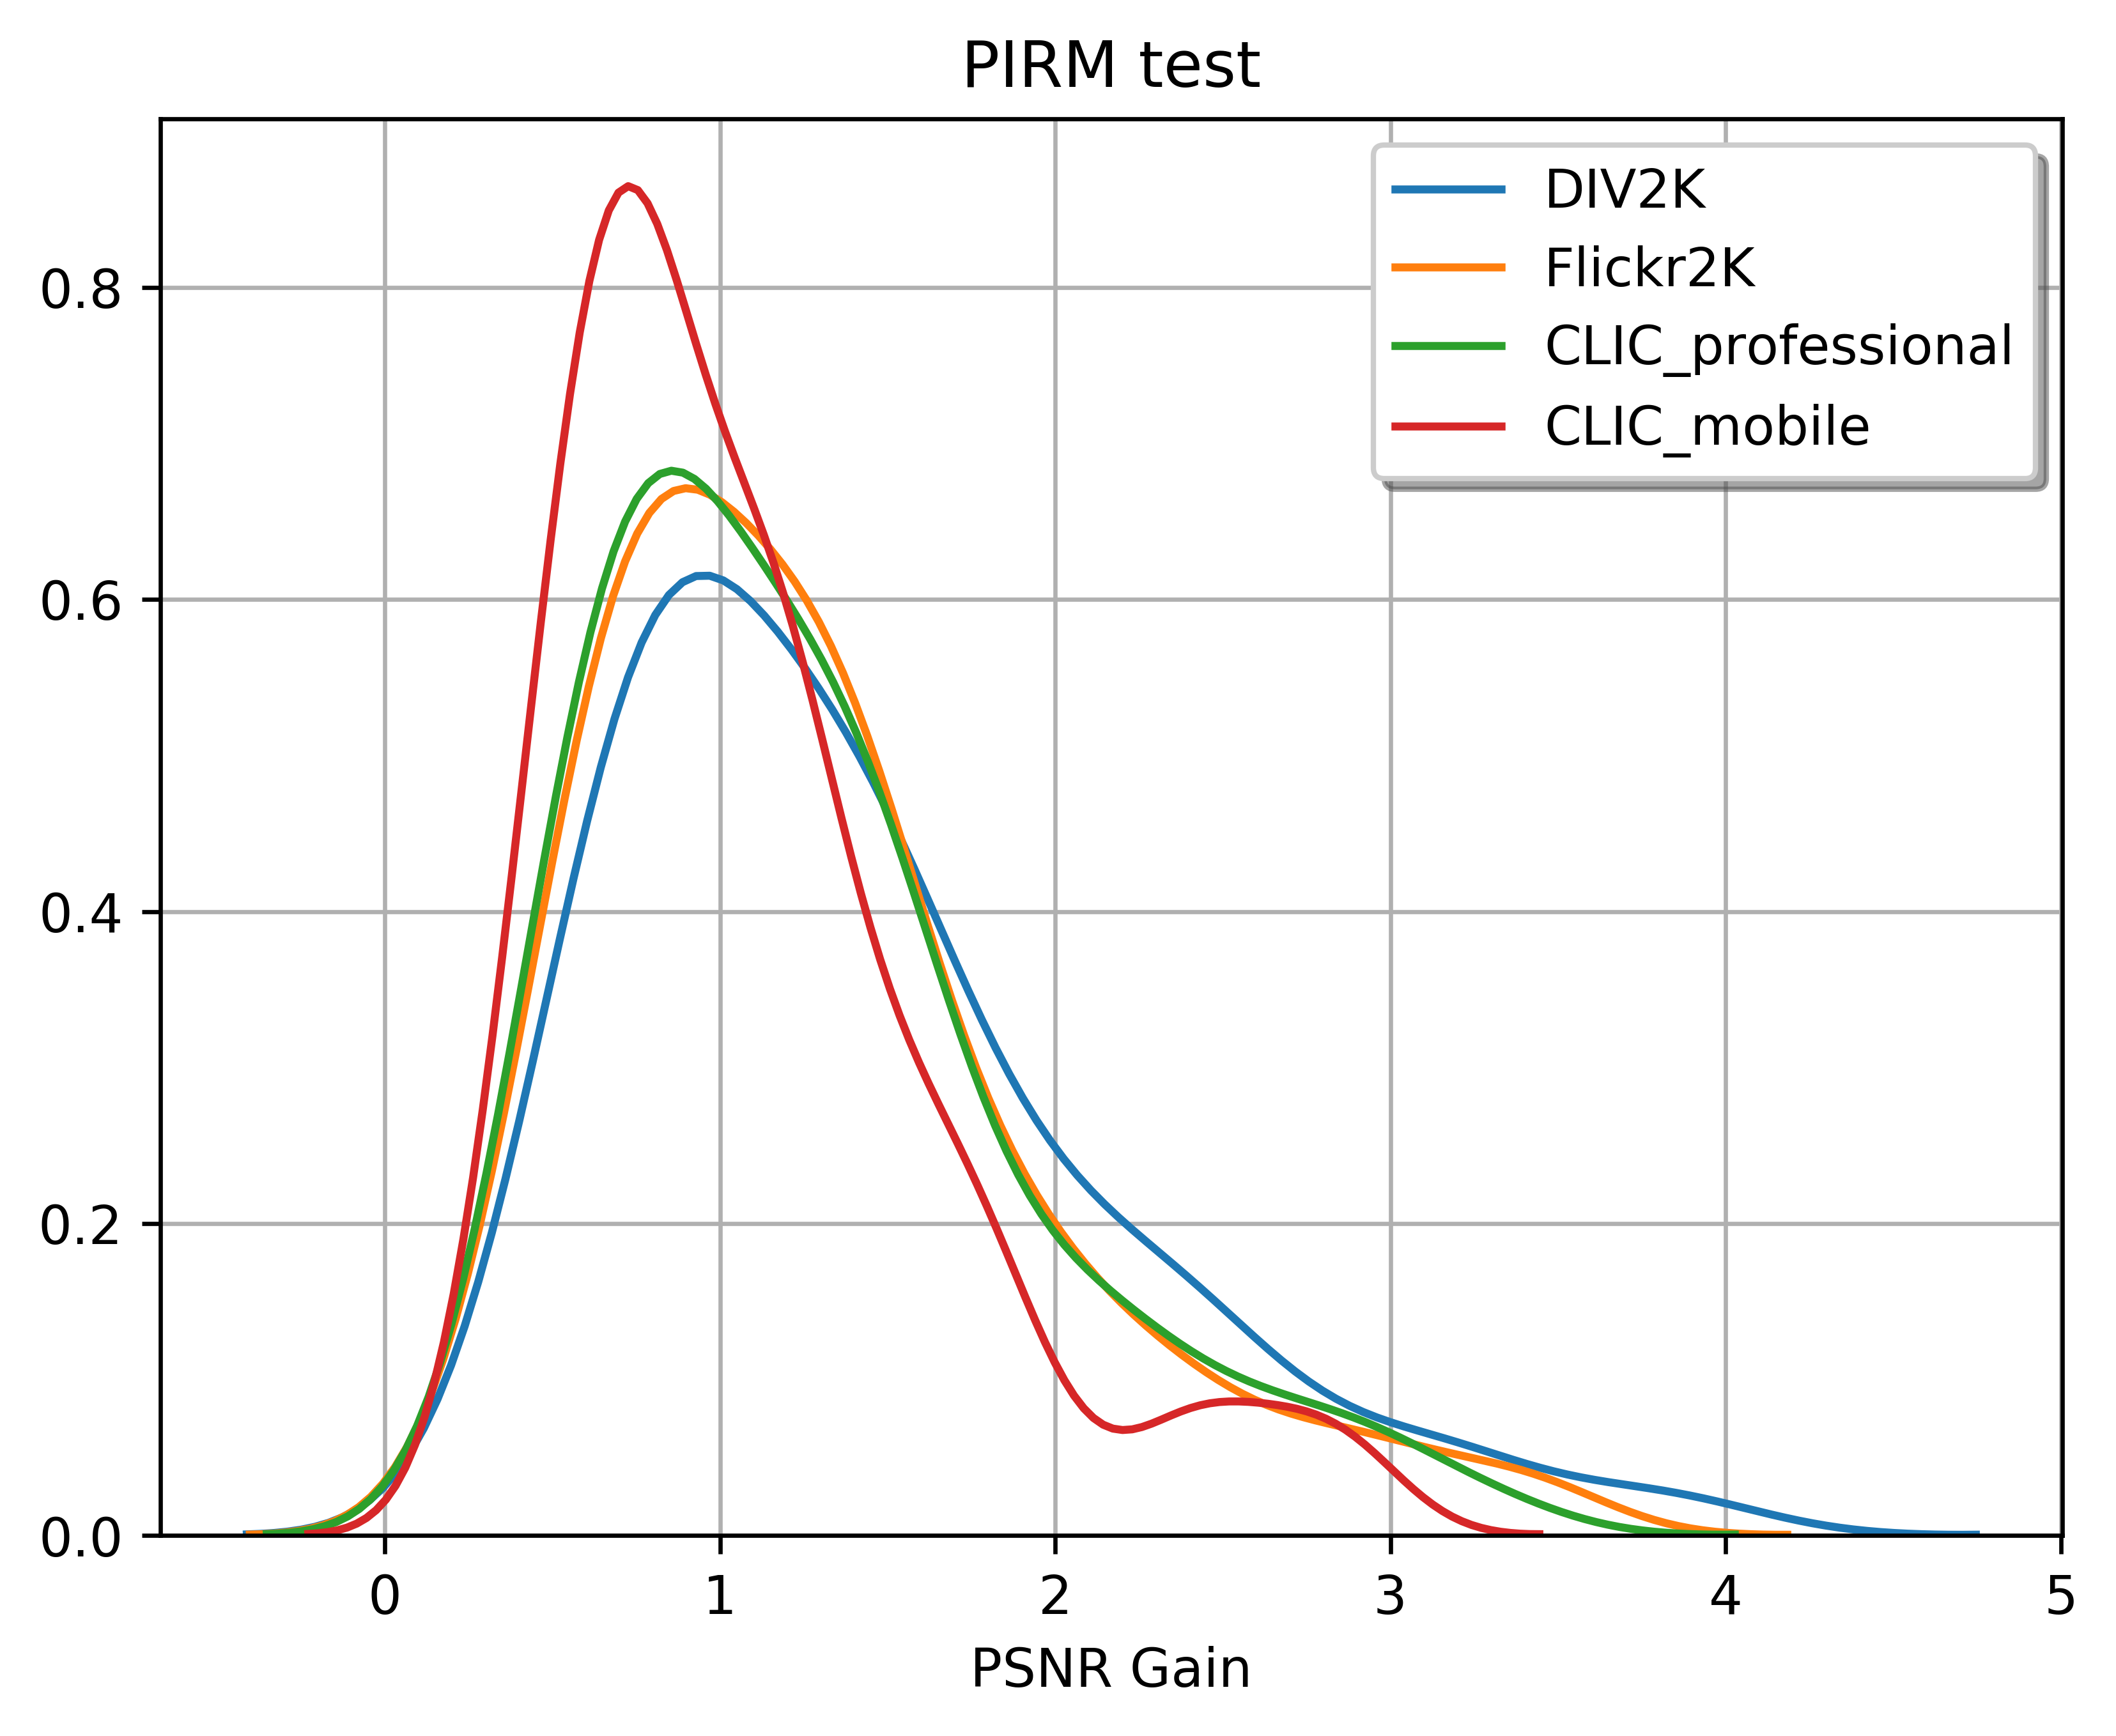 PIRM test
DIV2K
Flickr2K
CLIC_professional
CLIC_mobile
0.8
0.6
0.4
0.2
0.0
0 1 2 3 4 5
PSNR Gain